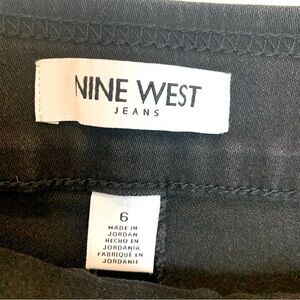 NINE WEST
JEANS
6
MADE IN
JORDAN
HECHO EN
JORDANIA
FABRIQUÉ EN
JORDANIE